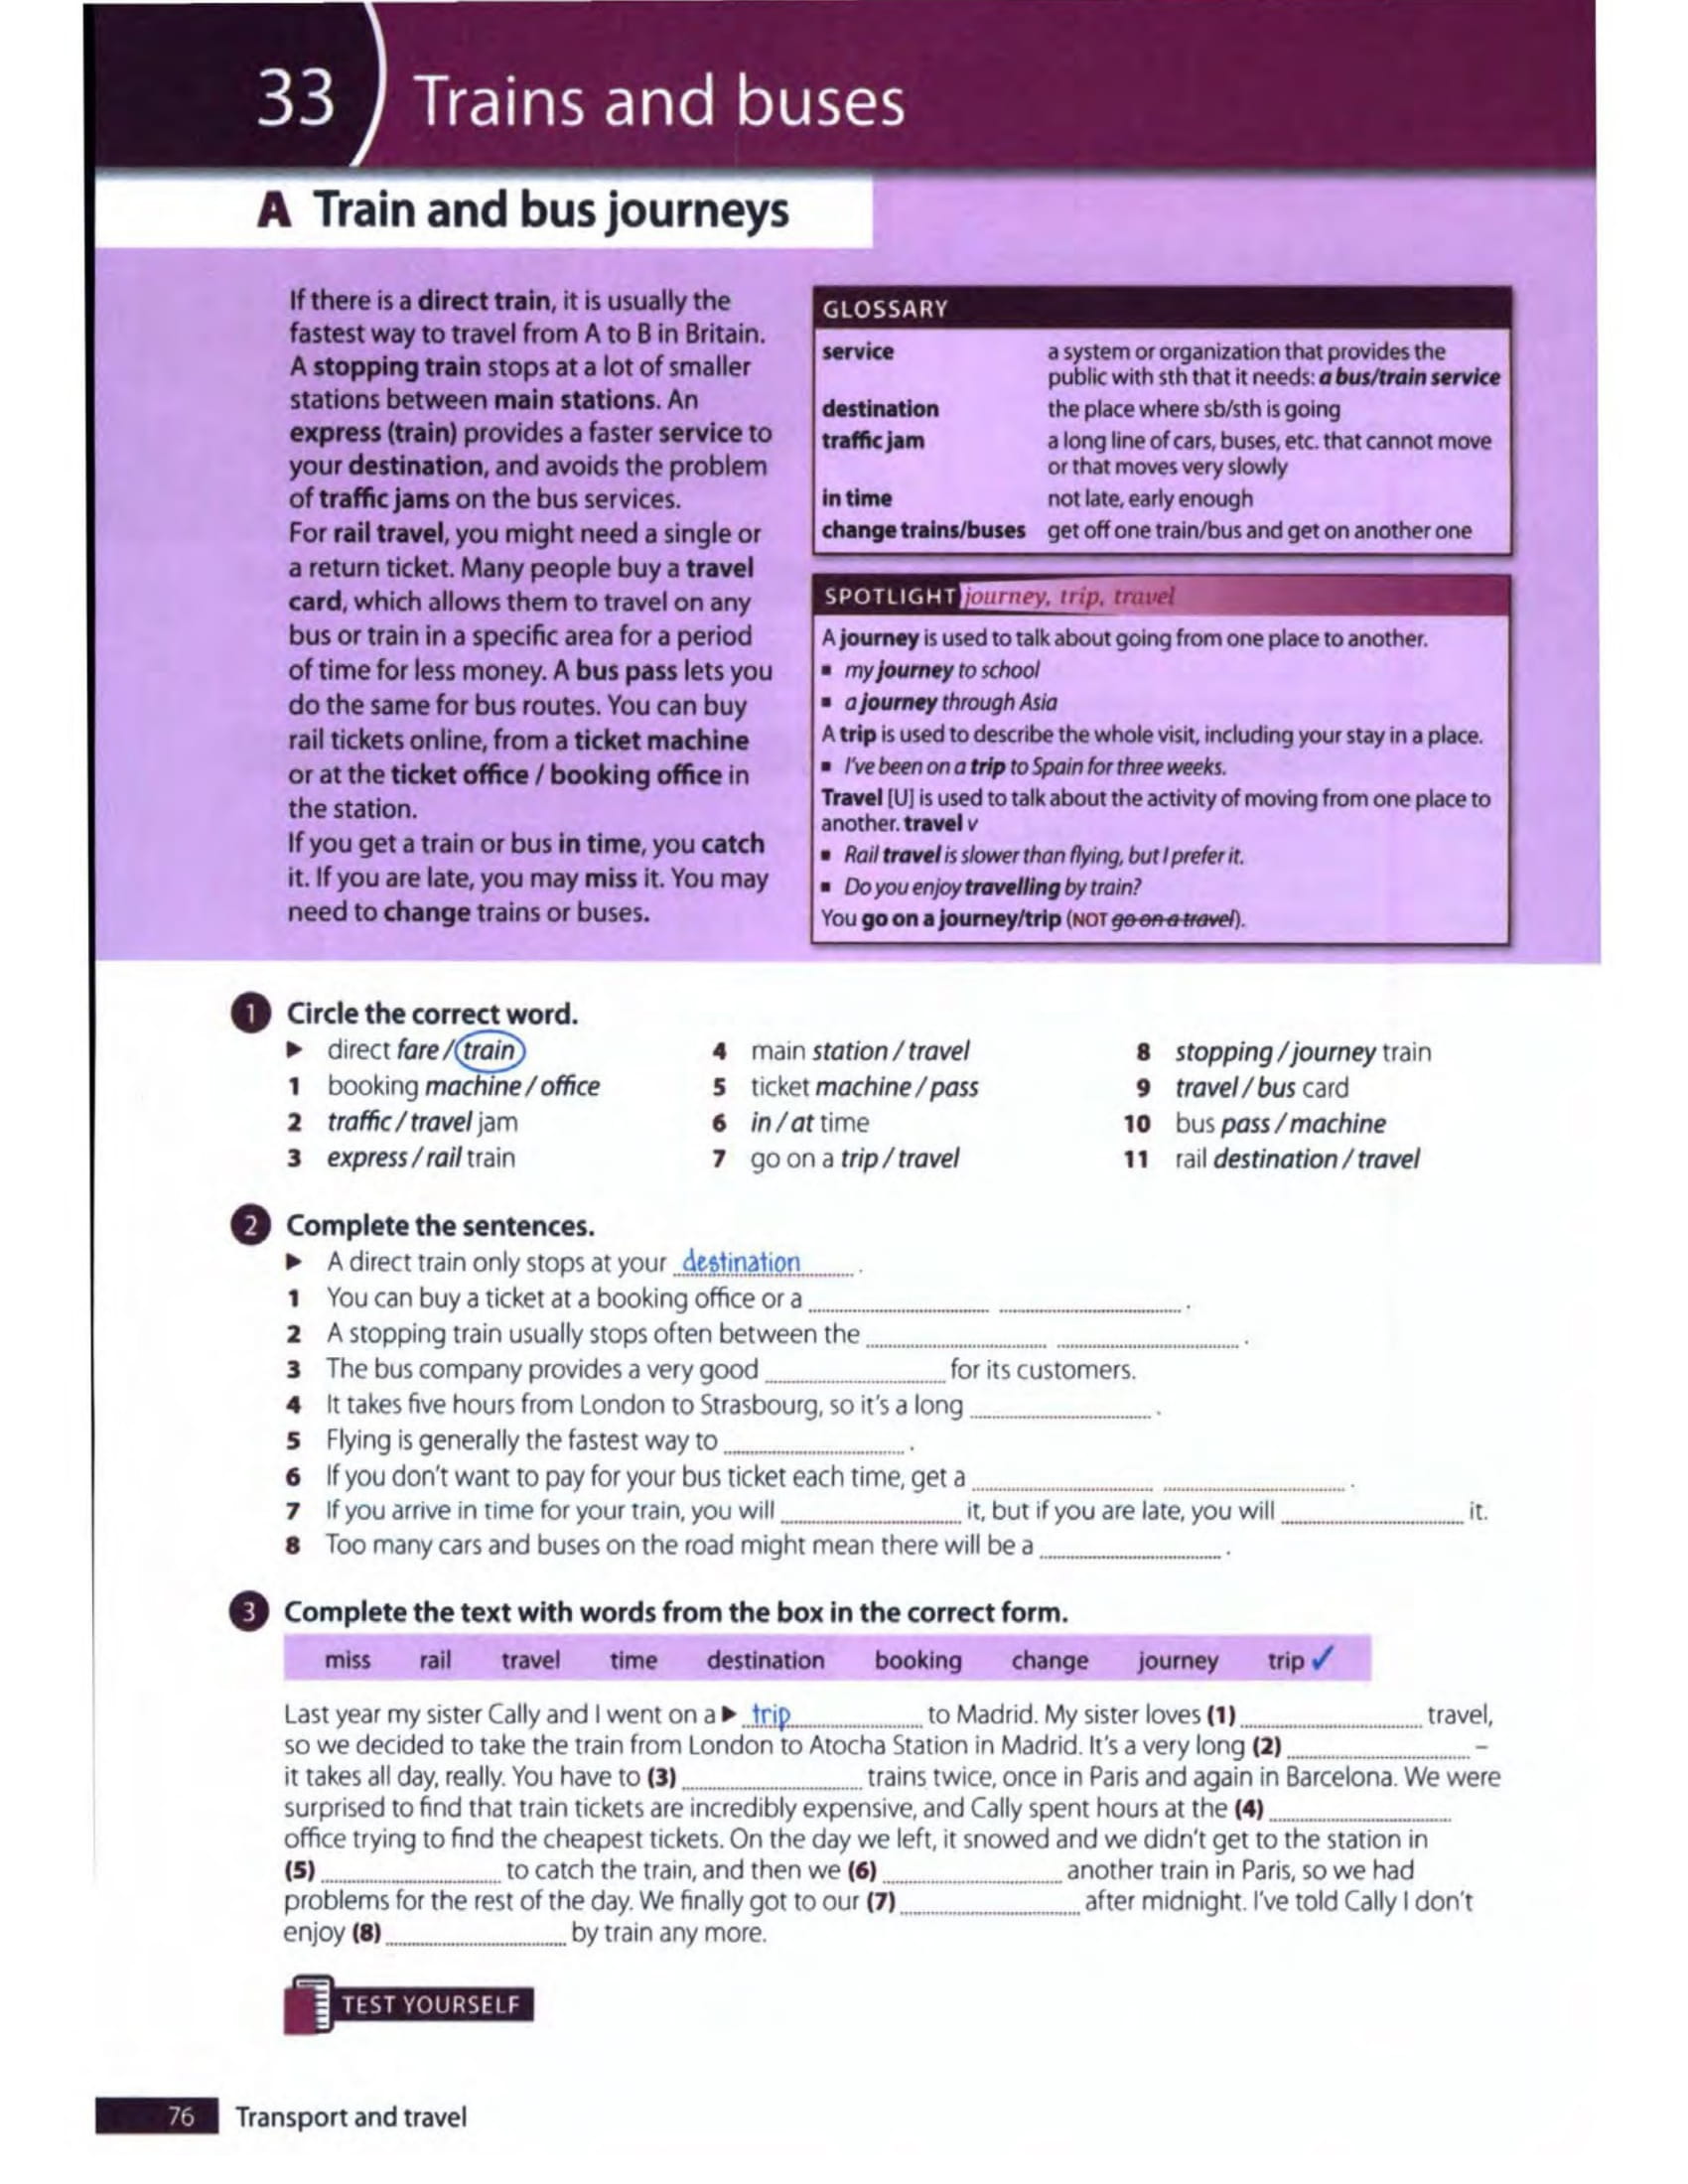 33 Trains and buses
A Train and bus journeys
If there is a direct train, it is usually the
fastest way to travel from A to B in Britain.
A stopping train stops at a lot of smaller
stations between main stations. An
express (train) provides a faster service to
your destination, and avoids the problem
of traffic jams on the bus services.
For rail travel, you might need a single or
a return ticket. Many people buy a travel
card, which allows them to travel on any
bus or train in a specific area for a period
of time for less money. A bus pass lets you
do the same for bus routes. You can buy
rail tickets online, from a ticket machine
or at the ticket office / booking office in
the station.
If you get a train or bus in time, you catch
it. If you are late, you may miss it. You may
need to change trains or buses.
GLOSSARY
service a system or organization that provides the
public with sth that it needs: a bus/train service
destination the place where sb/sth is going
traffic jam a long line of cars, buses, etc. that cannot move
or that moves very slowly
in time not late, early enough
change trains/buses get off one train/bus and get on another one
SPOTLIGHT journey, trip, travel
A journey is used to talk about going from one place to another.
▪ my journey to school
▪ a journey through Asia
A trip is used to describe the whole visit, including your stay in a place.
▪ I've been on a trip to Spain for three weeks.
Travel [U] is used to talk about the activity of moving from one place to
another. travel v
▪ Rail travel is slower than flying, but I prefer it.
▪ Do you enjoy travelling by train?
You go on a journey/trip (NOT go on a travel).
1 Circle the correct word.
▶ direct fare / train
1 booking machine / office
2 traffic / travel jam
3 express / rail train
4 main station / travel
5 ticket machine / pass
6 in / at time
7 go on a trip / travel
8 stopping / journey train
9 travel / bus card
10 bus pass / machine
11 rail destination / travel
2 Complete the sentences.
▶ A direct train only stops at your destination .
1 You can buy a ticket at a booking office or a .
2 A stopping train usually stops often between the .
3 The bus company provides a very good for its customers.
4 It takes five hours from London to Strasbourg, so it's a long .
5 Flying is generally the fastest way to .
6 If you don't want to pay for your bus ticket each time, get a .
7 If you arrive in time for your train, you will it, but if you are late, you will it.
8 Too many cars and buses on the road might mean there will be a .
3 Complete the text with words from the box in the correct form.
miss rail travel time destination booking change journey trip ✓
Last year my sister Cally and I went on a ▶ trip to Madrid. My sister loves (1) travel,
so we decided to take the train from London to Atocha Station in Madrid. It's a very long (2) –
it takes all day, really. You have to (3) trains twice, once in Paris and again in Barcelona. We were
surprised to find that train tickets are incredibly expensive, and Cally spent hours at the (4)
office trying to find the cheapest tickets. On the day we left, it snowed and we didn't get to the station in
(5) to catch the train, and then we (6) another train in Paris, so we had
problems for the rest of the day. We finally got to our (7) after midnight. I've told Cally I don't
enjoy (8) by train any more.
TEST YOURSELF
76 Transport and travel